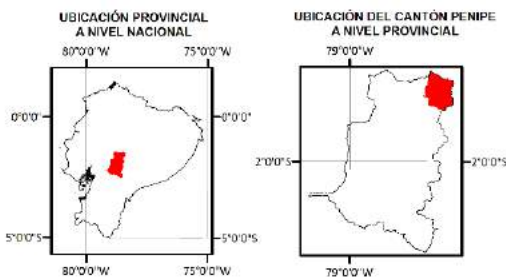 UBICACIÓN PROVINCIAL
A NIVEL NACIONAL
80°0'0"W 75°0'0"W
0°0'0" 0°0'0"
5°0'0"S 5°0'0"S
80°0'0"W 75°0'0"W
UBICACIÓN DEL CANTÓN PENIPE
A NIVEL PROVINCIAL
79°0'0"W
2°0'0"S 2°0'0"S
79°0'0"W